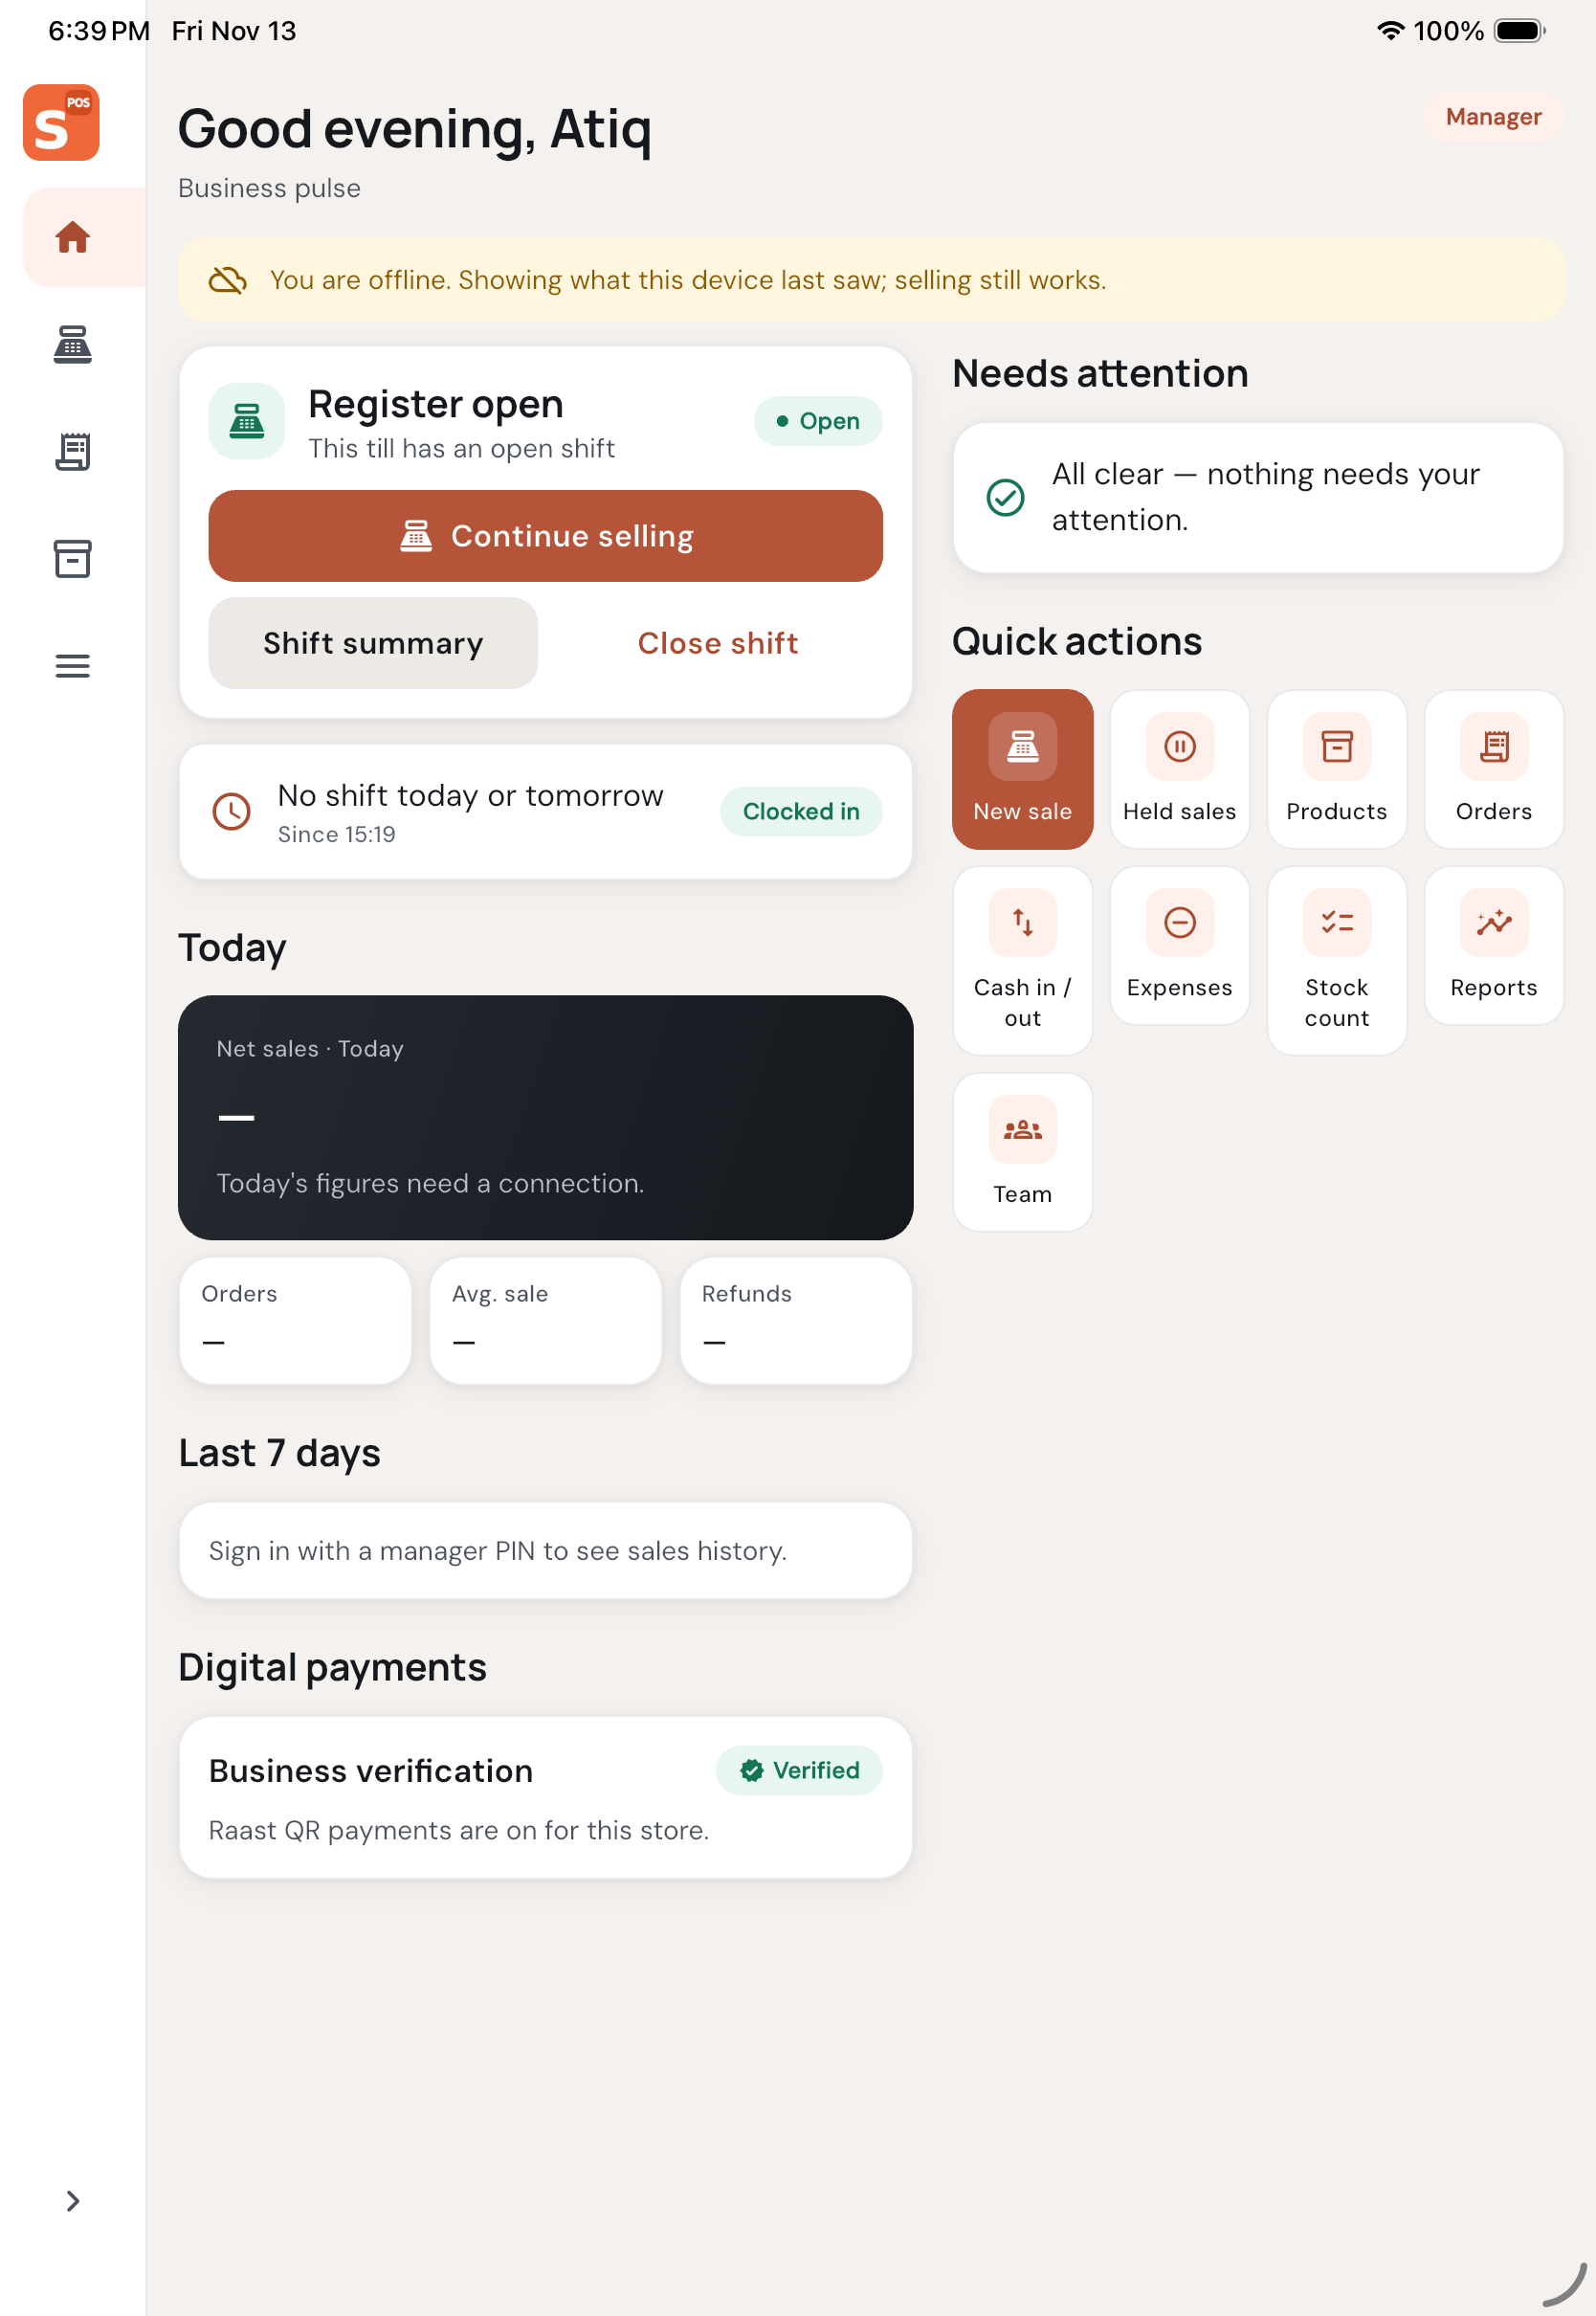 6:39 PM Fri Nov 13
100%
S POS
Good evening, Atiq
Manager
Business pulse
You are offline. Showing what this device last saw; selling still works.
Register open
This till has an open shift
Open
Continue selling
Shift summary
Close shift
No shift today or tomorrow
Since 15:19
Clocked in
Today
Net sales · Today
—
Today's figures need a connection.
Orders
—
Avg. sale
—
Refunds
—
Last 7 days
Sign in with a manager PIN to see sales history.
Digital payments
Business verification
Verified
Raast QR payments are on for this store.
Needs attention
All clear — nothing needs your
attention.
Quick actions
New sale
Held sales
Products
Orders
Cash in /
out
Expenses
Stock
count
Reports
Team